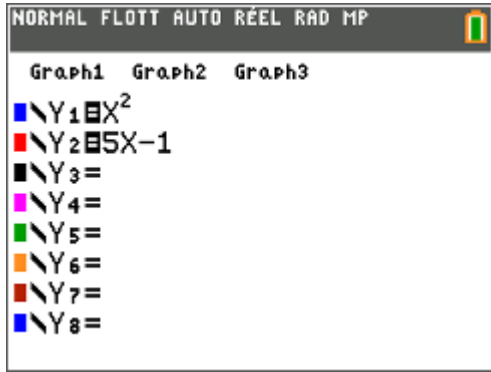 NORMAL FLOTT AUTO RÉEL RAD MP
Graph1 Graph2 Graph3
\Y₁=X²
\Y₂=5X−1
\Y₃=
\Y₄=
\Y₅=
\Y₆=
\Y₇=
\Y₈=